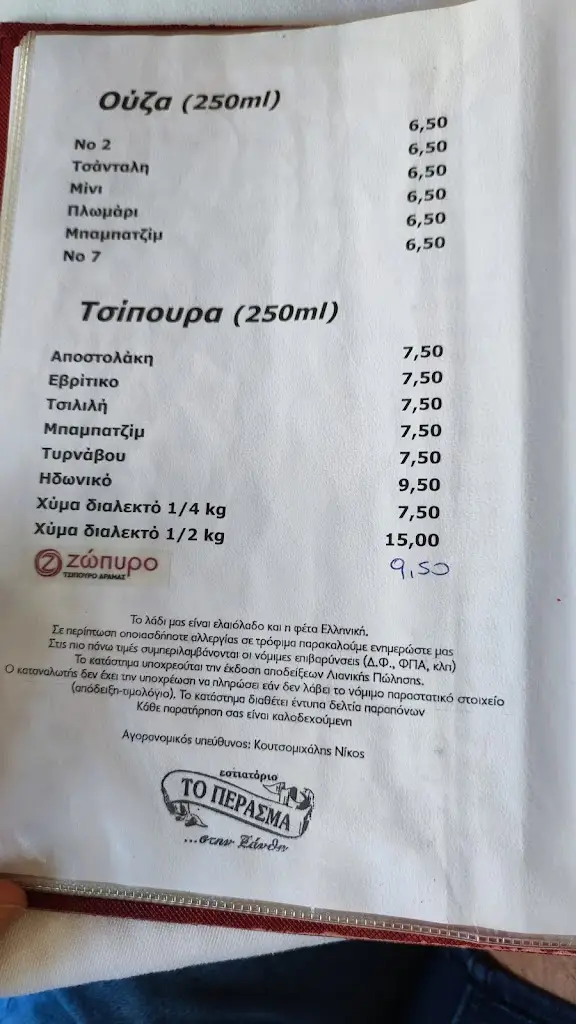 Ούζα (250ml)
Νο 2 6,50
Τσάνταλη 6,50
Μίνι 6,50
Πλωμάρι 6,50
Μπαμπατζίμ 6,50
Νο 7 6,50
Τσίπουρα (250ml)
Αποστολάκη 7,50
Εβρίτικο 7,50
Τσιλιλή 7,50
Μπαμπατζίμ 7,50
Τυρνάβου 7,50
Ηδωνικό 9,50
Χύμα διαλεκτό 1/4 kg 7,50
Χύμα διαλεκτό 1/2 kg 15,00
ζώπυρο 9,50
ΤΣΙΠΟΥΡΟ ΔΡΑΜΑΣ
Το λάδι μας είναι ελαιόλαδο και η φέτα Ελληνική.
Σε περίπτωση οποιασδήποτε αλλεργίας σε τρόφιμα παρακαλούμε ενημερώστε μας
Στις πιο πάνω τιμές συμπεριλαμβάνονται οι νόμιμες επιβαρύνσεις (Δ.Φ., ΦΠΑ, κλπ)
Το κατάστημα υποχρεούται την έκδοση αποδείξεων Λιανικής Πώλησης.
Ο καταναλωτής δεν έχει την υποχρέωση να πληρώσει εάν δεν λάβει το νόμιμο παραστατικό στοιχείο
(απόδειξη-τιμολόγιο). Το κατάστημα διαθέτει έντυπα δελτία παραπόνων
Κάθε παρατήρηση σας είναι καλοδεχούμενη
Αγορανομικός υπεύθυνος: Κουτσομιχάλης Νίκος
εστιατόριο
ΤΟ ΠΕΡΑΣΜΑ
...στην Ξάνθη